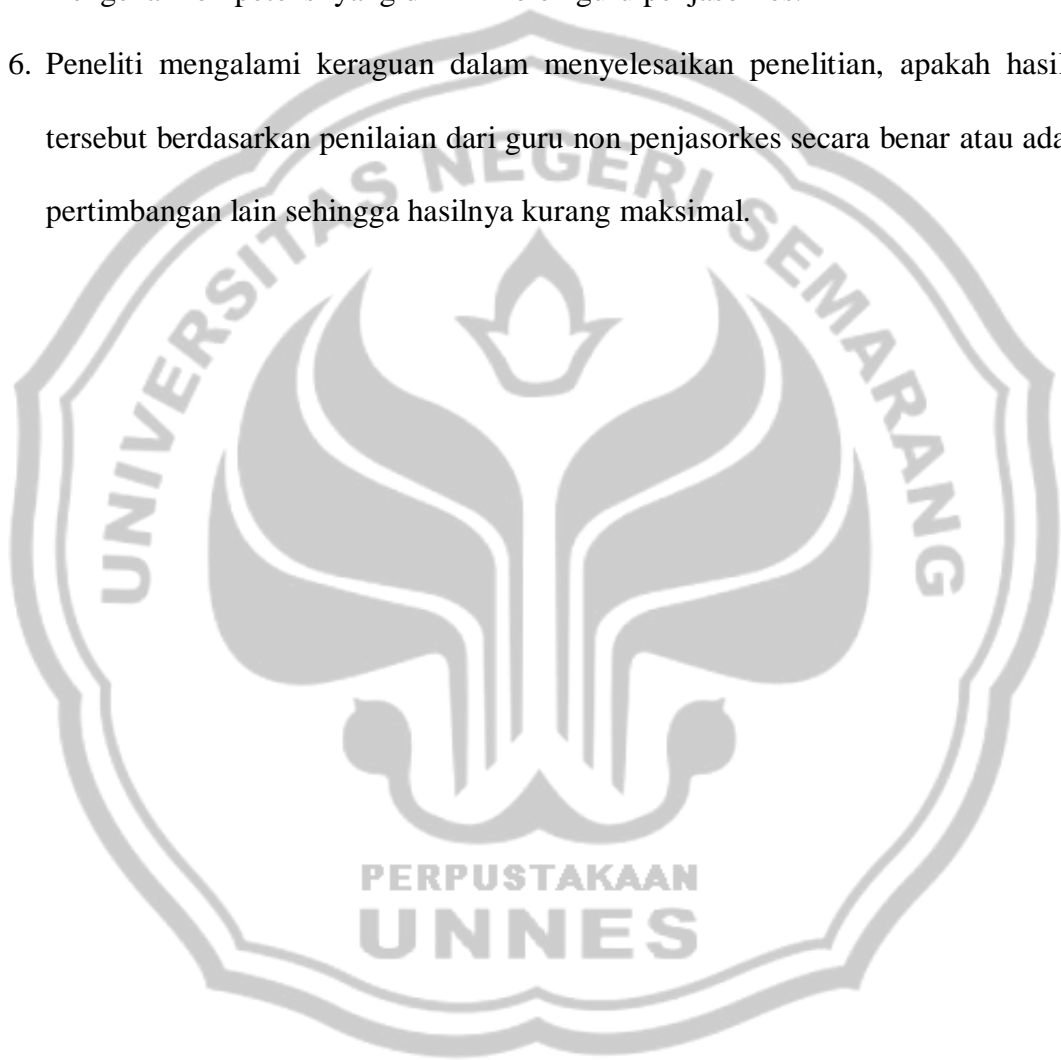 6. Peneliti mengalami keraguan dalam menyelesaikan penelitian, apakah hasil
tersebut berdasarkan penilaian dari guru non penjasorkes secara benar atau ada
pertimbangan lain sehingga hasilnya kurang maksimal.
UNIVERSITAS NEGERI SEMARANG
PERPUSTAKAAN
UNNES